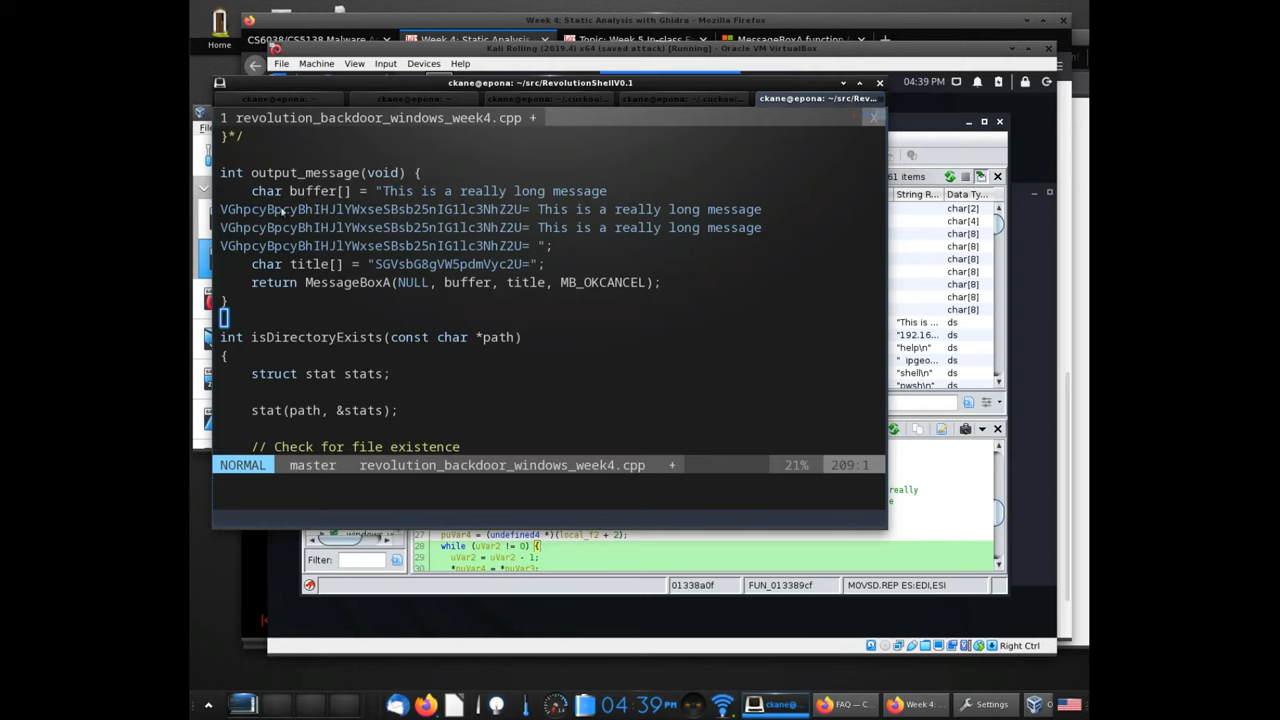 Home
Week 4: Static Analysis with Ghidra - Mozilla Firefox
CS6038/CS5138 Malware A
Week 4: Static Analysis
Topic: Week 5 In-class E
MessageBoxA function
Kali Rolling (2019.4) x64 (saved attack) [Running] - Oracle VM VirtualBox
File Machine View Input Devices Help
04:39 PM
ckane@epona: ~/src/RevolutionShellV0.1
ckane@epona: ~
ckane@epona: ~
ckane@epona: ~/.cuckoo/...
ckane@epona: ~/.cuckoo/...
ckane@epona: ~/src/Rev...
1 revolution_backdoor_windows_week4.cpp +
X
}*/
int output_message(void) {
char buffer[] = "This is a really long message
VGhpcyBpcyBhIHJlYWxseSBsb25nIG1lc3NhZ2U= This is a really long message
VGhpcyBpcyBhIHJlYWxseSBsb25nIG1lc3NhZ2U= This is a really long message
VGhpcyBpcyBhIHJlYWxseSBsb25nIG1lc3NhZ2U= ";
char title[] = "SGVsbG8gVW5pdmVyc2U=";
return MessageBoxA(NULL, buffer, title, MB_OKCANCEL);
}
int isDirectoryExists(const char *path)
{
struct stat stats;
stat(path, &stats);
// Check for file existence
NORMAL master revolution_backdoor_windows_week4.cpp + 21% 209:1
61 items
String R... Data Ty...
char[2]
char[4]
char[8]
char[8]
char[8]
char[8]
char[8]
char[8]
char[8]
"This is ... ds
"192.16... ds
"help\n" ds
" ipgeo... ds
"shell\n" ds
"pwsh\n" ds
really
27 puVar4 = (undefined4 *)(local_f2 + 2);
28 while (uVar2 != 0) {
29 uVar2 = uVar2 - 1;
30 *puVar4 = *puVar3;
Filter:
01338a0f FUN_013389cf MOVSD.REP ES:EDI,ESI
Right Ctrl
04:39 PM
ckane@...
FAQ — C...
Week 4: ...
Settings